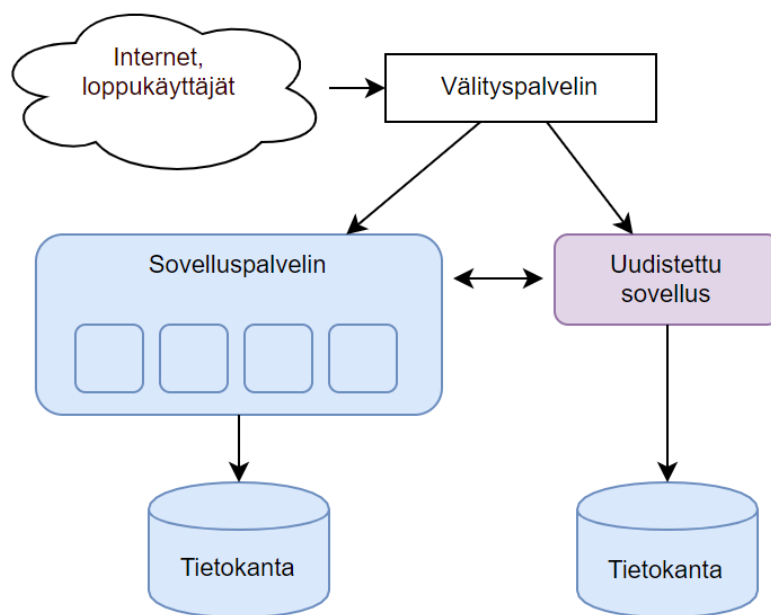 Internet,
loppukäyttäjät
Välityspalvelin
Sovelluspalvelin
Uudistettu
sovellus
Tietokanta
Tietokanta